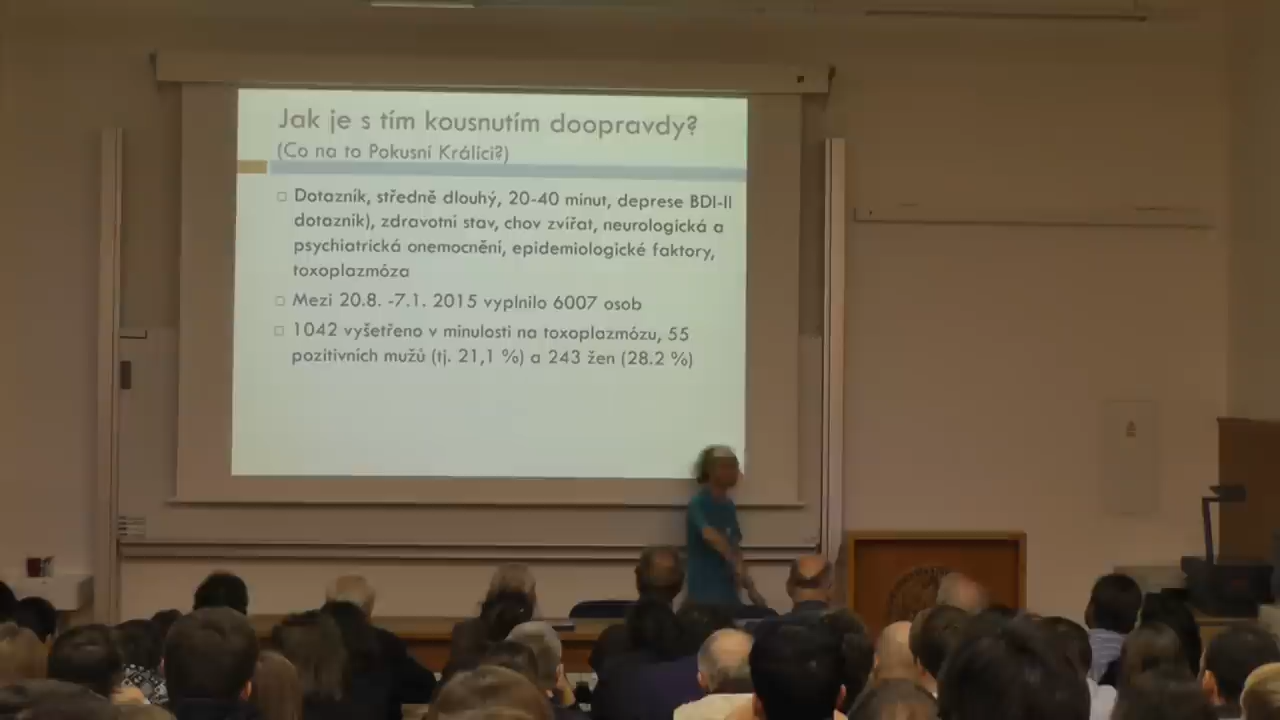 Jak je s tím kousnutím doopravdy?
(Co na to Pokusní Králíci?)
Dotazník, středně dlouhý, 20-40 minut, deprese BDI-II
dotazník), zdravotní stav, chov zvířat, neurologická a
psychiatrická onemocnění, epidemiologické faktory,
toxoplazmóza
Mezi 20.8. -7.1. 2015 vyplnilo 6007 osob
1042 vyšetřeno v minulosti na toxoplazmózu, 55
pozitivních mužů (tj. 21,1 %) a 243 žen (28.2 %)